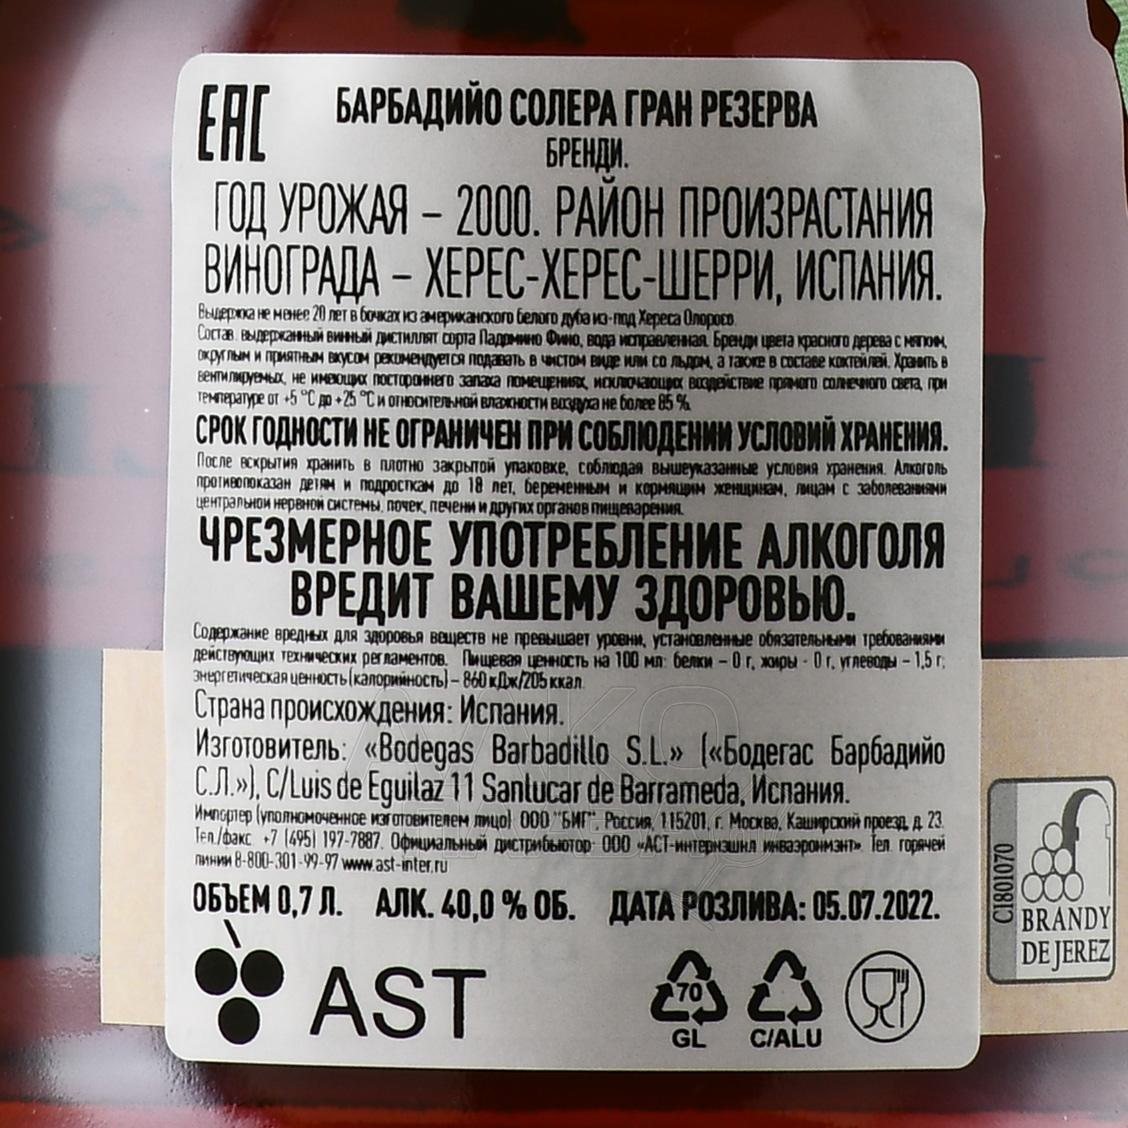 ЕАС
БАРБАДИЙО СОЛЕРА ГРАН РЕЗЕРВА
БРЕНДИ.
ГОД УРОЖАЯ – 2000. РАЙОН ПРОИЗРАСТАНИЯ
ВИНОГРАДА – ХЕРЕС-ХЕРЕС-ШЕРРИ, ИСПАНИЯ.
Выдержка не менее 20 лет в бочках из американского белого дуба из-под Хереса Олоросо.
Состав: выдержанный винный дистиллят сорта Паломино Фино, вода исправленная. Бренди цвета красного дерева с мягким,
округлым и приятным вкусом рекомендуется подавать в чистом виде или со льдом, а также в составе коктейлей. Хранить в
вентилируемых, не имеющих постороннего запаха помещениях, исключающих воздействие прямого солнечного света, при
температуре от +5 °С до +25 °С и относительной влажности воздуха не более 85 %.
СРОК ГОДНОСТИ НЕ ОГРАНИЧЕН ПРИ СОБЛЮДЕНИИ УСЛОВИЙ ХРАНЕНИЯ.
После вскрытия хранить в плотно закрытой упаковке, соблюдая вышеуказанные условия хранения. Алкоголь
противопоказан детям и подросткам до 18 лет, беременным и кормящим женщинам, лицам с заболеваниями
центральной нервной системы, почек, печени и других органов пищеварения.
ЧРЕЗМЕРНОЕ УПОТРЕБЛЕНИЕ АЛКОГОЛЯ
ВРЕДИТ ВАШЕМУ ЗДОРОВЬЮ.
Содержание вредных для здоровья веществ не превышает уровни, установленные обязательными требованиями
действующих технических регламентов. Пищевая ценность на 100 мл: белки – 0 г, жиры - 0 г, углеводы – 1,5 г;
энергетическая ценность (калорийность) – 860 кДж/205 ккал.
Страна происхождения: Испания.
Изготовитель: «Bodegas Barbadillo S.L.» («Бодегас Барбадийо
С.Л.»), C/Luis de Eguilaz 11 Sanlucar de Barrameda, Испания.
Импортер (уполномоченное изготовителем лицо): ООО "БИГ" Россия, 115201, г. Москва, Каширский проезд, д. 23.
Тел./факс: +7 (495) 197-7887. Официальный дистрибьютор: ООО «АСТ-интернэшнл инваэронмэнт». Тел. горячей
линии 8-800-301-99-97 www.ast-inter.ru
ОБЪЕМ 0,7 Л. АЛК. 40,0 % ОБ. ДАТА РОЗЛИВА: 05.07.2022.
AST
70
GL
C/ALU
C1801070
BRANDY
DE JEREZ